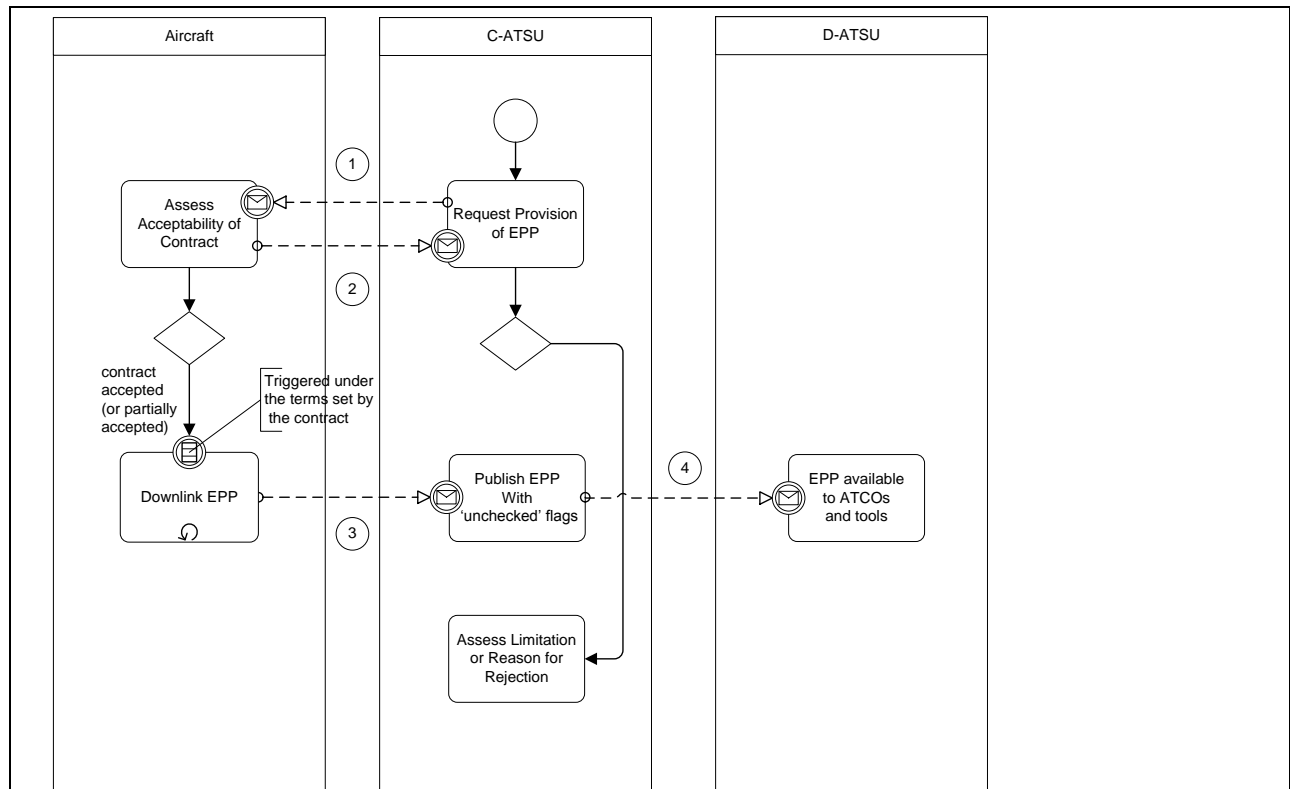 Aircraft
C-ATSU
D-ATSU
1
Assess
Acceptability of
Contract
Request Provision
of EPP
2
contract
accepted
(or partially
accepted)
Triggered under
the terms set by
the contract
Downlink EPP
3
Publish EPP
With
‘unchecked’ flags
4
EPP available
to ATCOs
and tools
Assess Limitation
or Reason for
Rejection